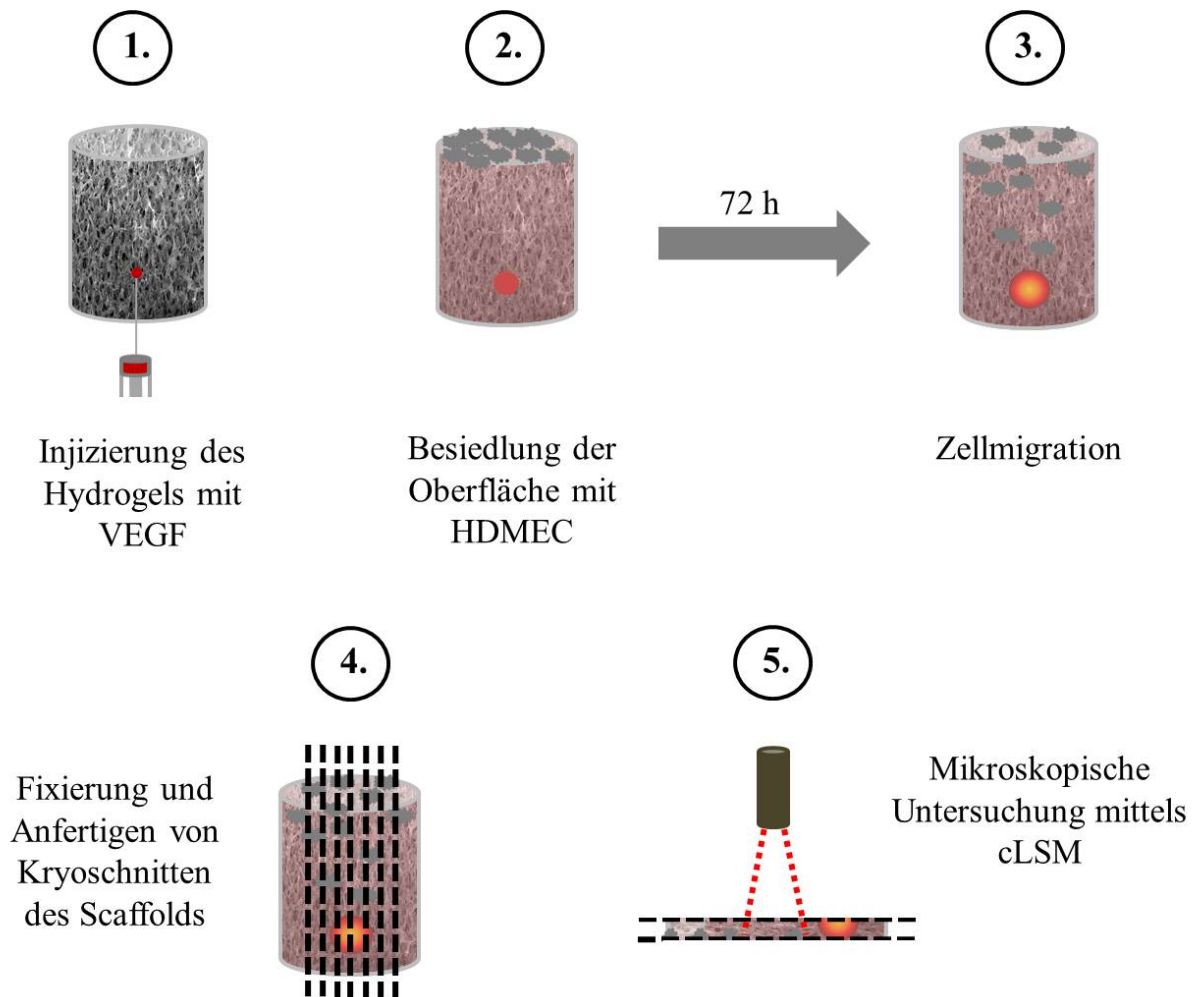 1.
2.
3.
72 h
Injizierung des
Hydrogels mit
VEGF
Besiedlung der
Oberfläche mit
HDMEC
Zellmigration
4.
5.
Fixierung und
Anfertigen von
Kryoschnitten
des Scaffolds
Mikroskopische
Untersuchung mittels
cLSM